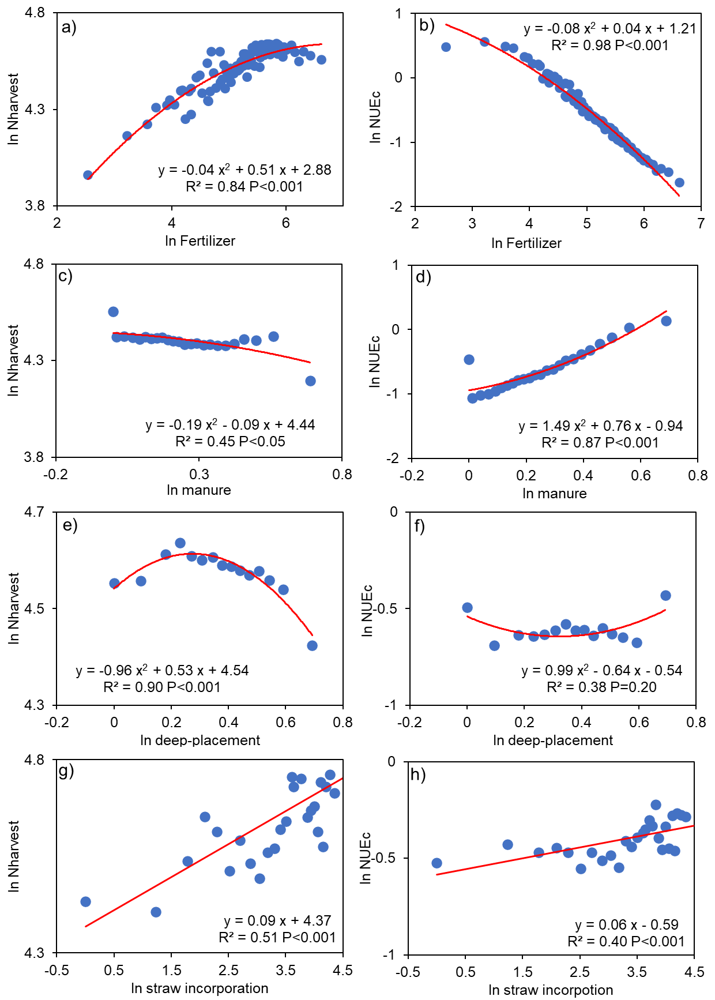 a)
4.8
4.3
3.8
ln Nharvest
y = -0.04 x² + 0.51 x + 2.88
R² = 0.84 P<0.001
2 4 6
ln Fertilizer
b)
1
0
-1
-2
ln NUEc
y = -0.08 x² + 0.04 x + 1.21
R² = 0.98 P<0.001
2 3 4 5 6 7
ln Fertilizer
c)
4.8
4.3
3.8
ln Nharvest
y = -0.19 x² - 0.09 x + 4.44
R² = 0.45 P<0.05
-0.2 0.3 0.8
ln manure
d)
1
0
-1
-2
ln NUEc
y = 1.49 x² + 0.76 x - 0.94
R² = 0.87 P<0.001
-0.2 0 0.2 0.4 0.6 0.8
ln manure
e)
4.7
4.5
4.3
ln Nharvest
y = -0.96 x² + 0.53 x + 4.54
R² = 0.90 P<0.001
-0.2 0 0.2 0.4 0.6 0.8
ln deep-placement
f)
0
-0.5
-1
ln NUEc
y = 0.99 x² - 0.64 x - 0.54
R² = 0.38 P=0.20
-0.2 0 0.2 0.4 0.6 0.8
ln deep-placement
g)
4.8
4.3
ln Nharvest
y = 0.09 x + 4.37
R² = 0.51 P<0.001
-0.5 0.5 1.5 2.5 3.5 4.5
ln straw incorporation
h)
0
-0.5
-1
ln NUEc
y = 0.06 x - 0.59
R² = 0.40 P<0.001
-0.5 0.5 1.5 2.5 3.5 4.5
ln straw incorpotion